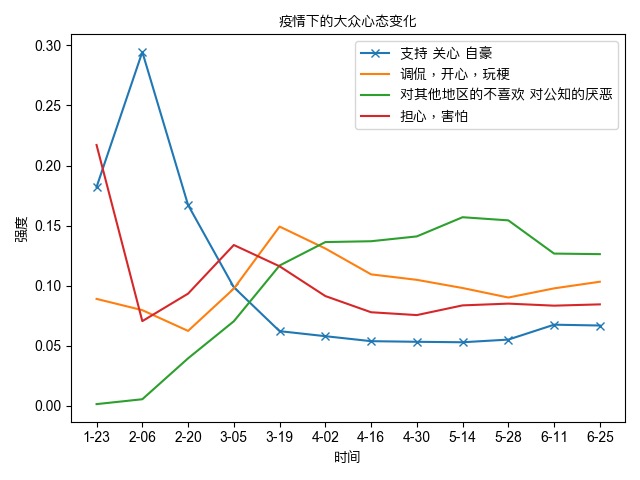 疫情下的大众心态变化
支持 关心 自豪
调侃，开心，玩梗
对其他地区的不喜欢 对公知的厌恶
担心，害怕
强度
0.30
0.25
0.20
0.15
0.10
0.05
0.00
1-23 2-06 2-20 3-05 3-19 4-02 4-16 4-30 5-14 5-28 6-11 6-25
时间